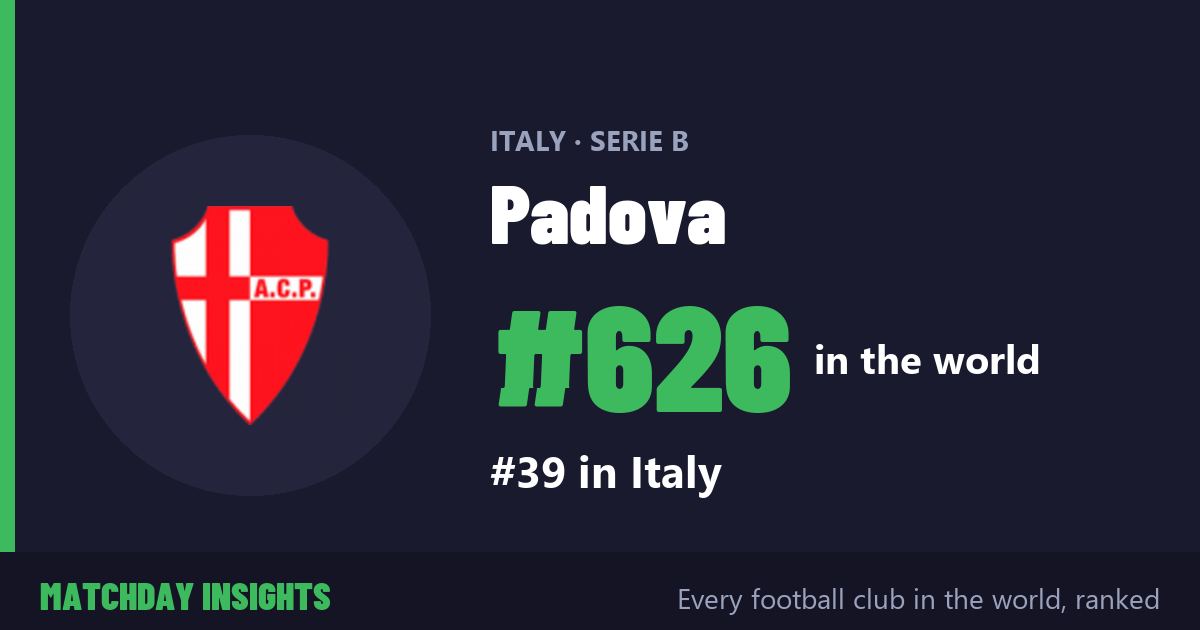 ITALY · SERIE B
Padova
A.C.P.
#626 in the world
#39 in Italy
MATCHDAY INSIGHTS
Every football club in the world, ranked